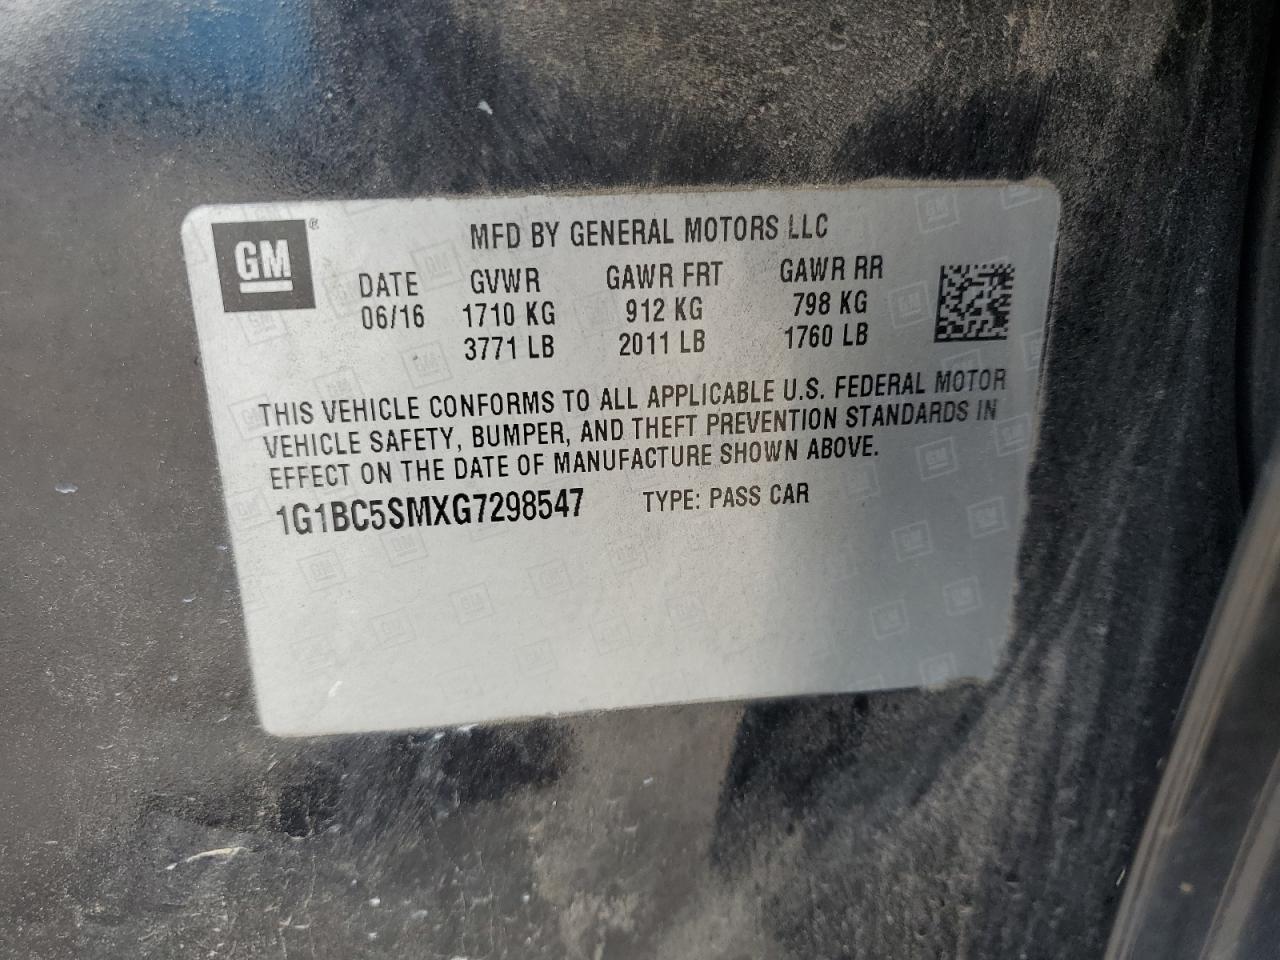 GM ®
MFD BY GENERAL MOTORS LLC
DATE GVWR GAWR FRT GAWR RR
06/16 1710 KG 912 KG 798 KG
3771 LB 2011 LB 1760 LB
THIS VEHICLE CONFORMS TO ALL APPLICABLE U.S. FEDERAL MOTOR
VEHICLE SAFETY, BUMPER, AND THEFT PREVENTION STANDARDS IN
EFFECT ON THE DATE OF MANUFACTURE SHOWN ABOVE.
1G1BC5SMXG7298547 TYPE: PASS CAR